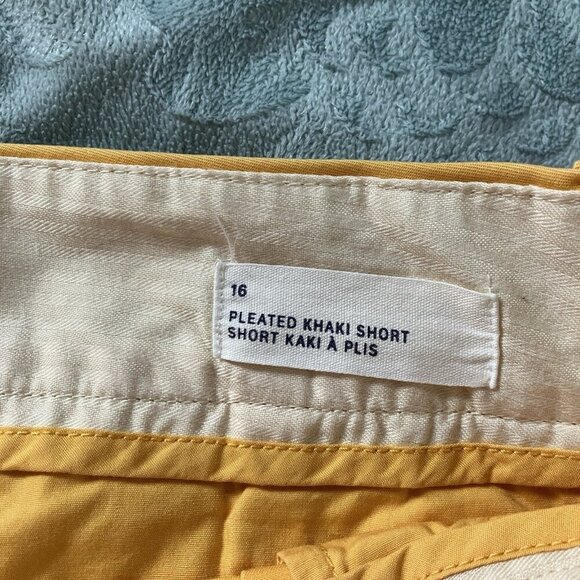 16
PLEATED KHAKI SHORT
SHORT KAKI À PLIS